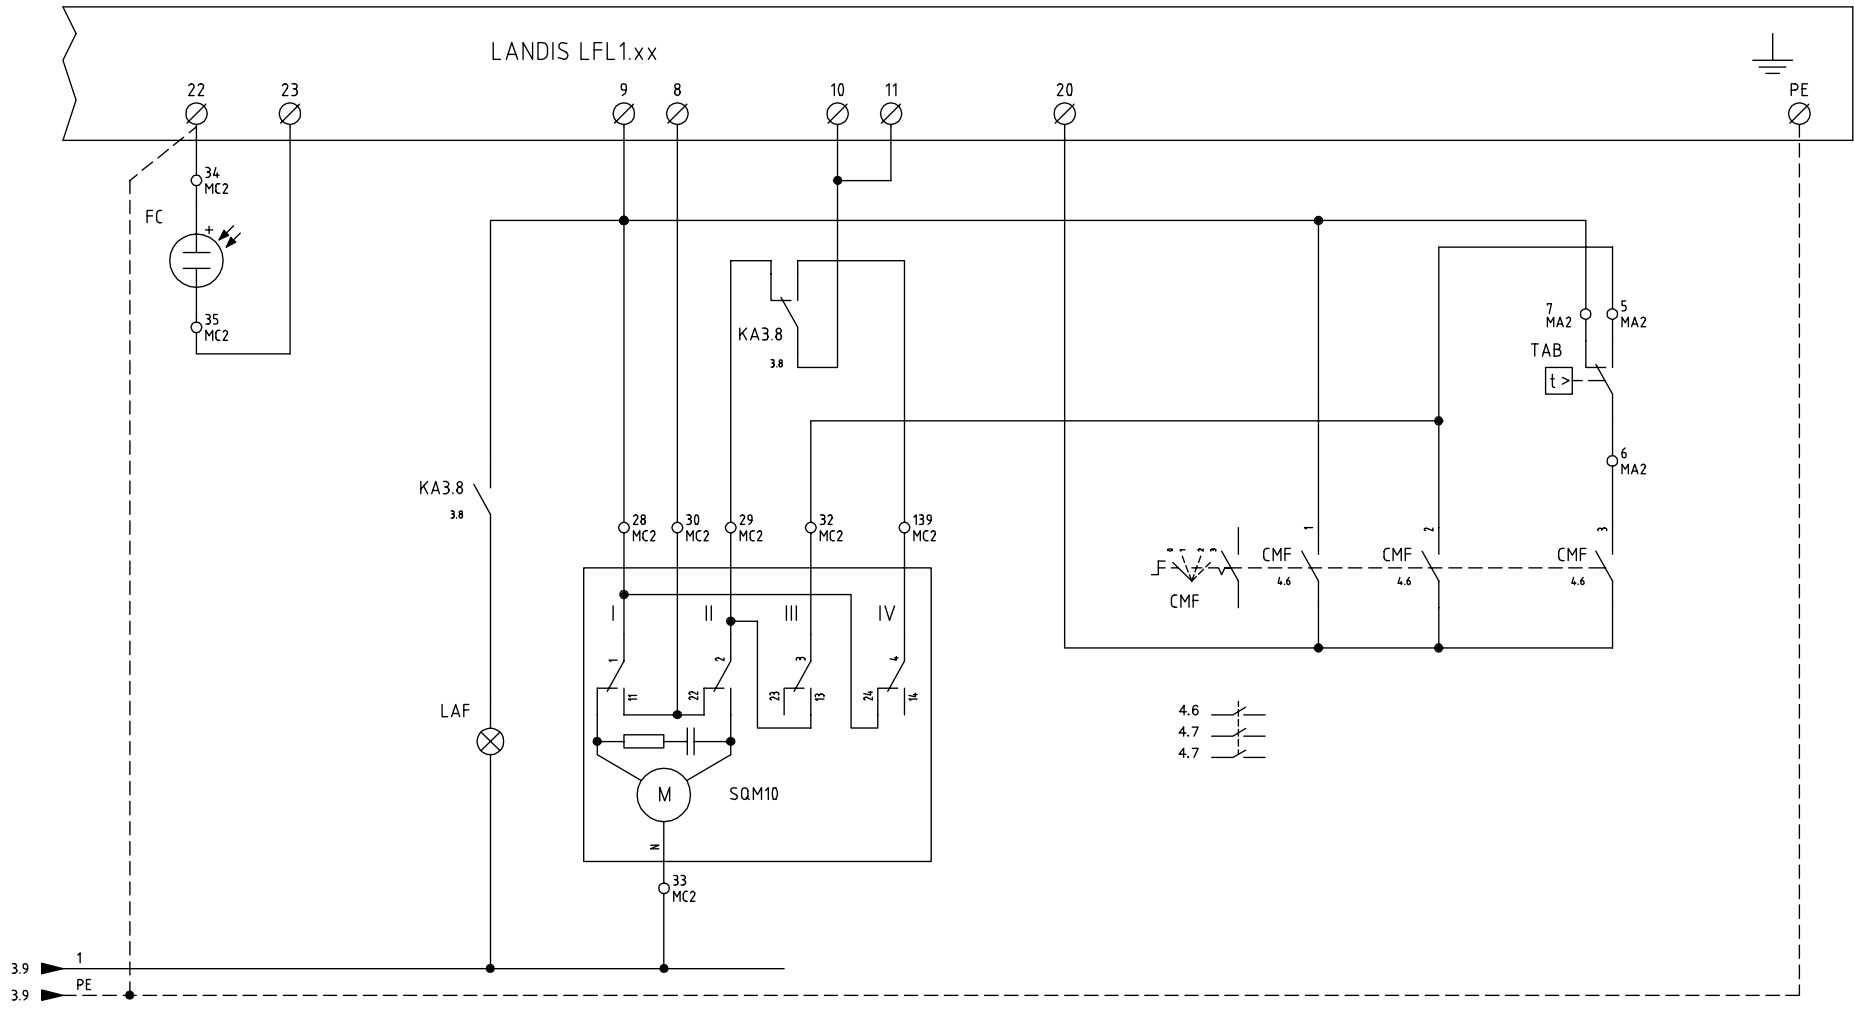 LANDIS LFL1.xx
22 23 9 8 10 11 20 PE
34
MC2
FC
+
35
MC2
KA3.8
3.8
7
MA2
5
MA2
TAB
t >
6
MA2
KA3.8
3.8
28
MC2
30
MC2
29
MC2
32
MC2
139
MC2
0 1 2 3
CMF
CMF
4.6
1
CMF
4.6
2
CMF
4.6
3
I II III IV
1 2 3 4
11 22 23 13 24 14
LAF
M
SQM10
N
33
MC2
4.6
4.7
4.7
3.9 1
3.9 PE